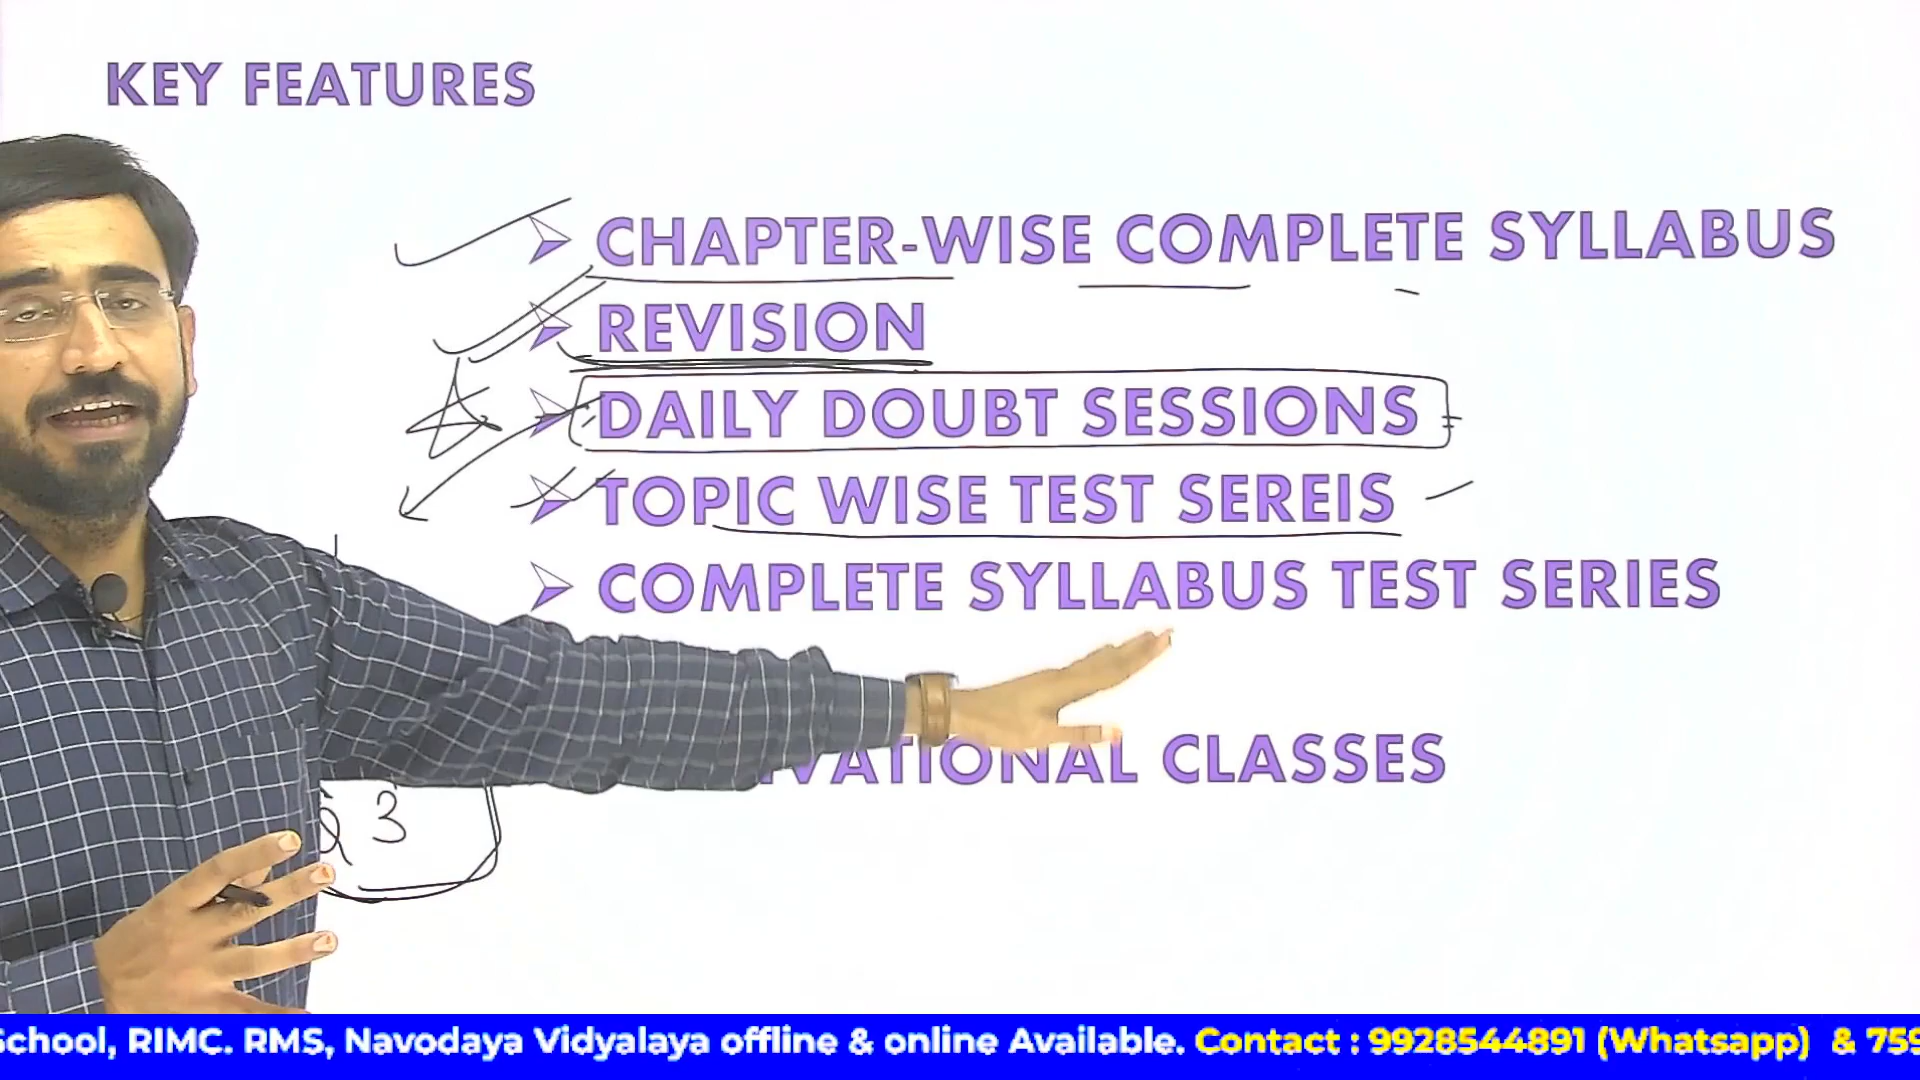 KEY FEATURES
CHAPTER-WISE COMPLETE SYLLABUS
REVISION
DAILY DOUBT SESSIONS
TOPIC WISE TEST SEREIS
COMPLETE SYLLABUS TEST SERIES
CLASSES
3
School, RIMC. RMS, Navodaya Vidyalaya offline & online Available. Contact : 9928544891 (Whatsapp) & 759